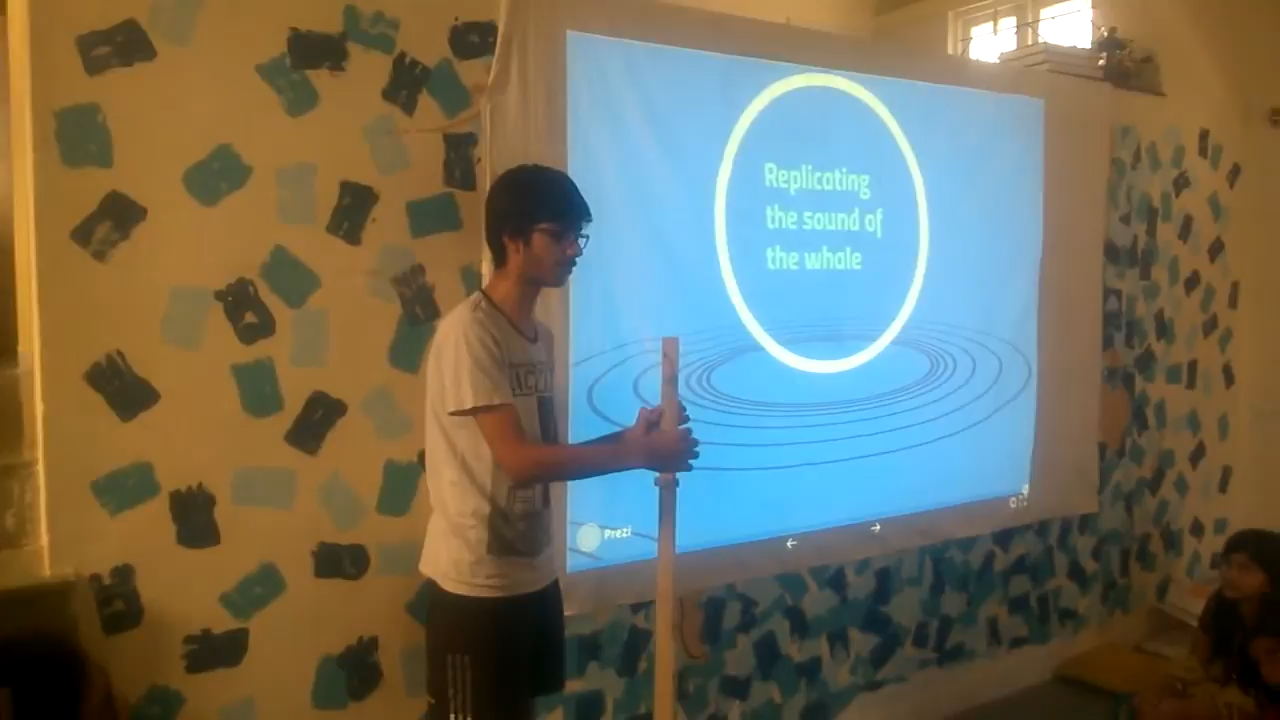 Replicating
the sound of
the whale
Prezi